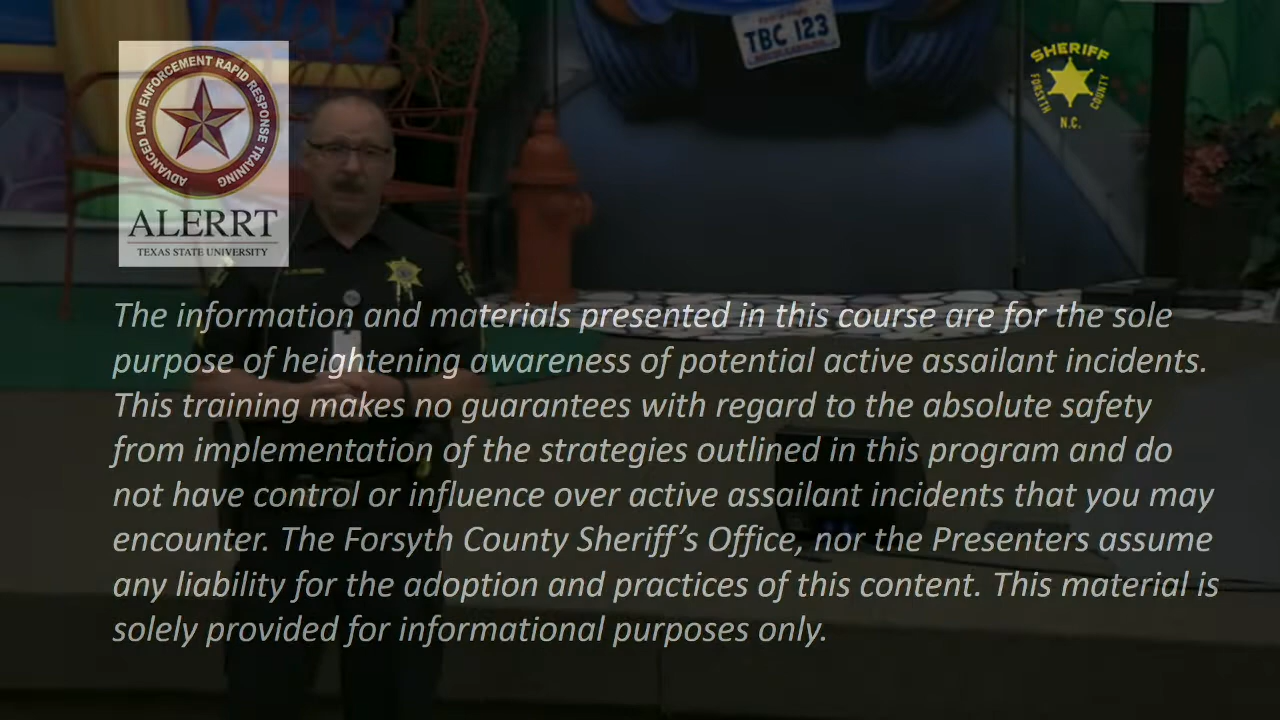 TBC 123
ADVANCED LAW ENFORCEMENT RAPID RESPONSE TRAINING
ALERRT
TEXAS STATE UNIVERSITY
SHERIFF
FORSYTH COUNTY
N.C.
The information and materials presented in this course are for the sole
purpose of heightening awareness of potential active assailant incidents.
This training makes no guarantees with regard to the absolute safety
from implementation of the strategies outlined in this program and do
not have control or influence over active assailant incidents that you may
encounter. The Forsyth County Sheriff’s Office, nor the Presenters assume
any liability for the adoption and practices of this content. This material is
solely provided for informational purposes only.